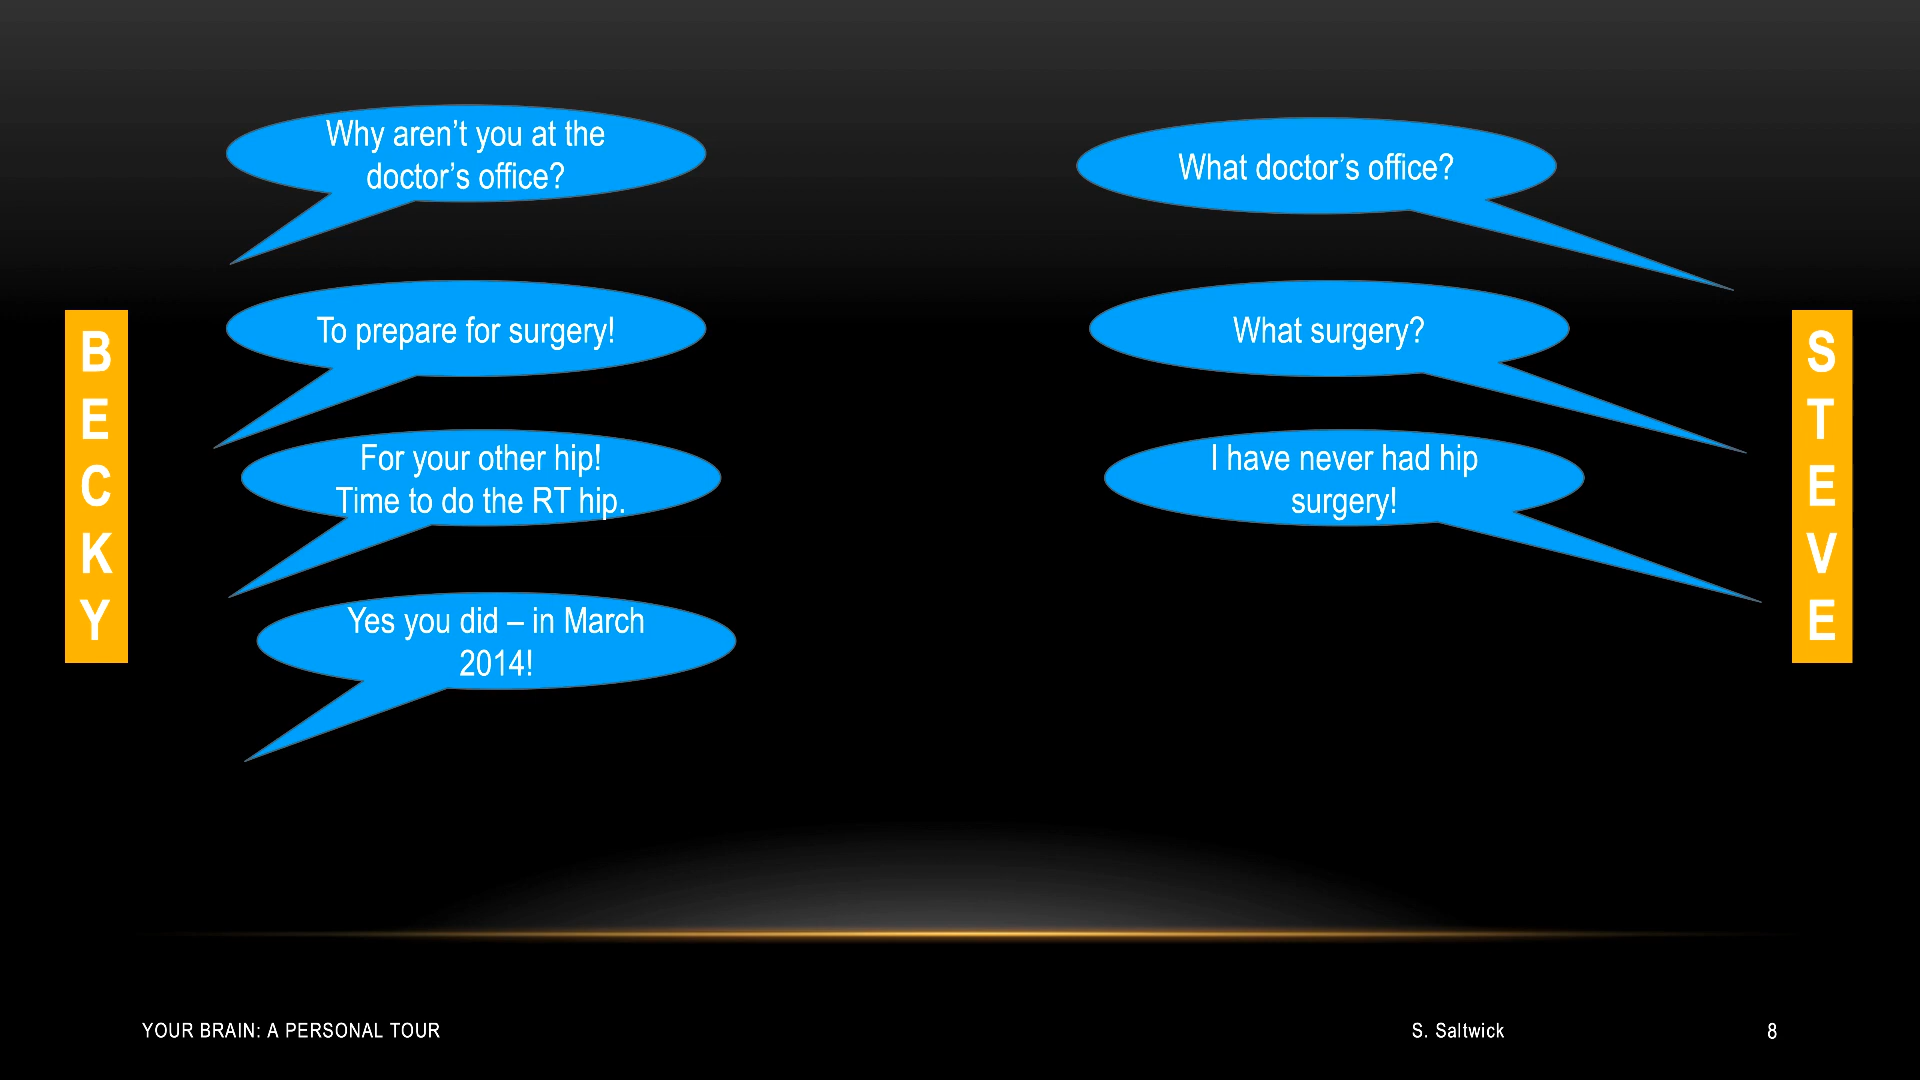 Why aren’t you at the
doctor’s office?
What doctor’s office?
To prepare for surgery!
What surgery?
For your other hip!
Time to do the RT hip.
I have never had hip
surgery!
Yes you did – in March
2014!
B
E
C
K
Y
S
T
E
V
E
YOUR BRAIN: A PERSONAL TOUR
S. Saltwick
8